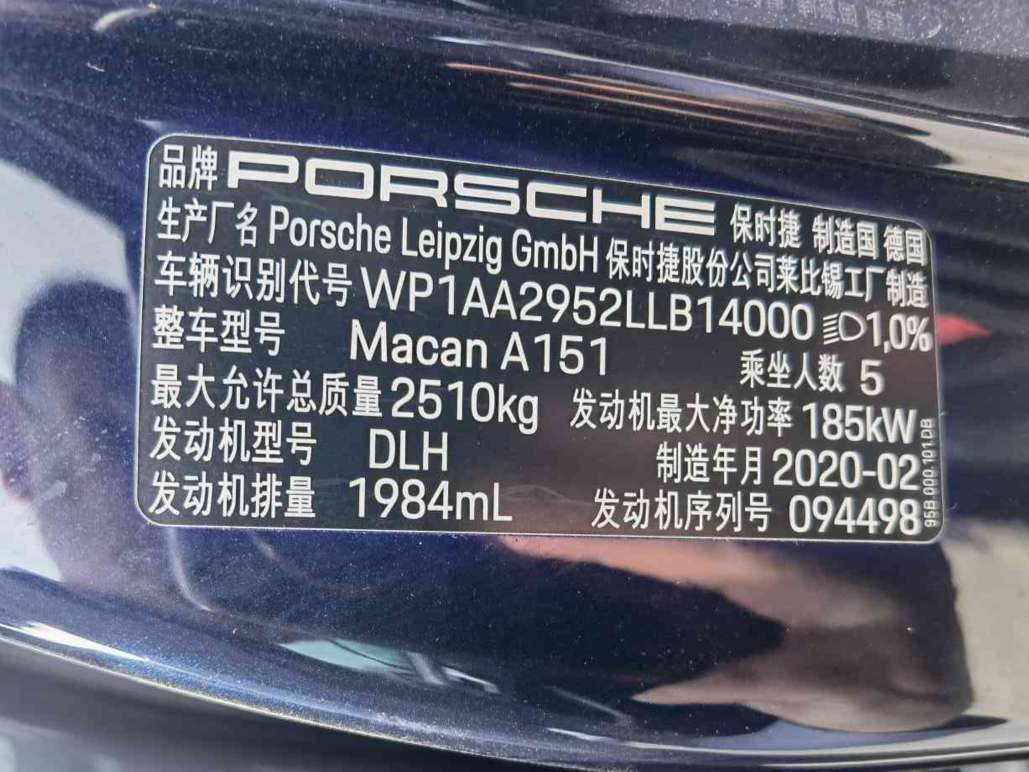 品牌 PORSCHE 保时捷 制造国 德国
生产厂名 Porsche Leipzig GmbH 保时捷股份公司莱比锡工厂制造
车辆识别代号 WP1AA2952LLB14000 1,0%
整车型号 Macan A151 乘坐人数 5
最大允许总质量 2510kg 发动机最大净功率 185kW
发动机型号 DLH 制造年月 2020-02
发动机排量 1984mL 发动机序列号 094498
95B 000 101 DB